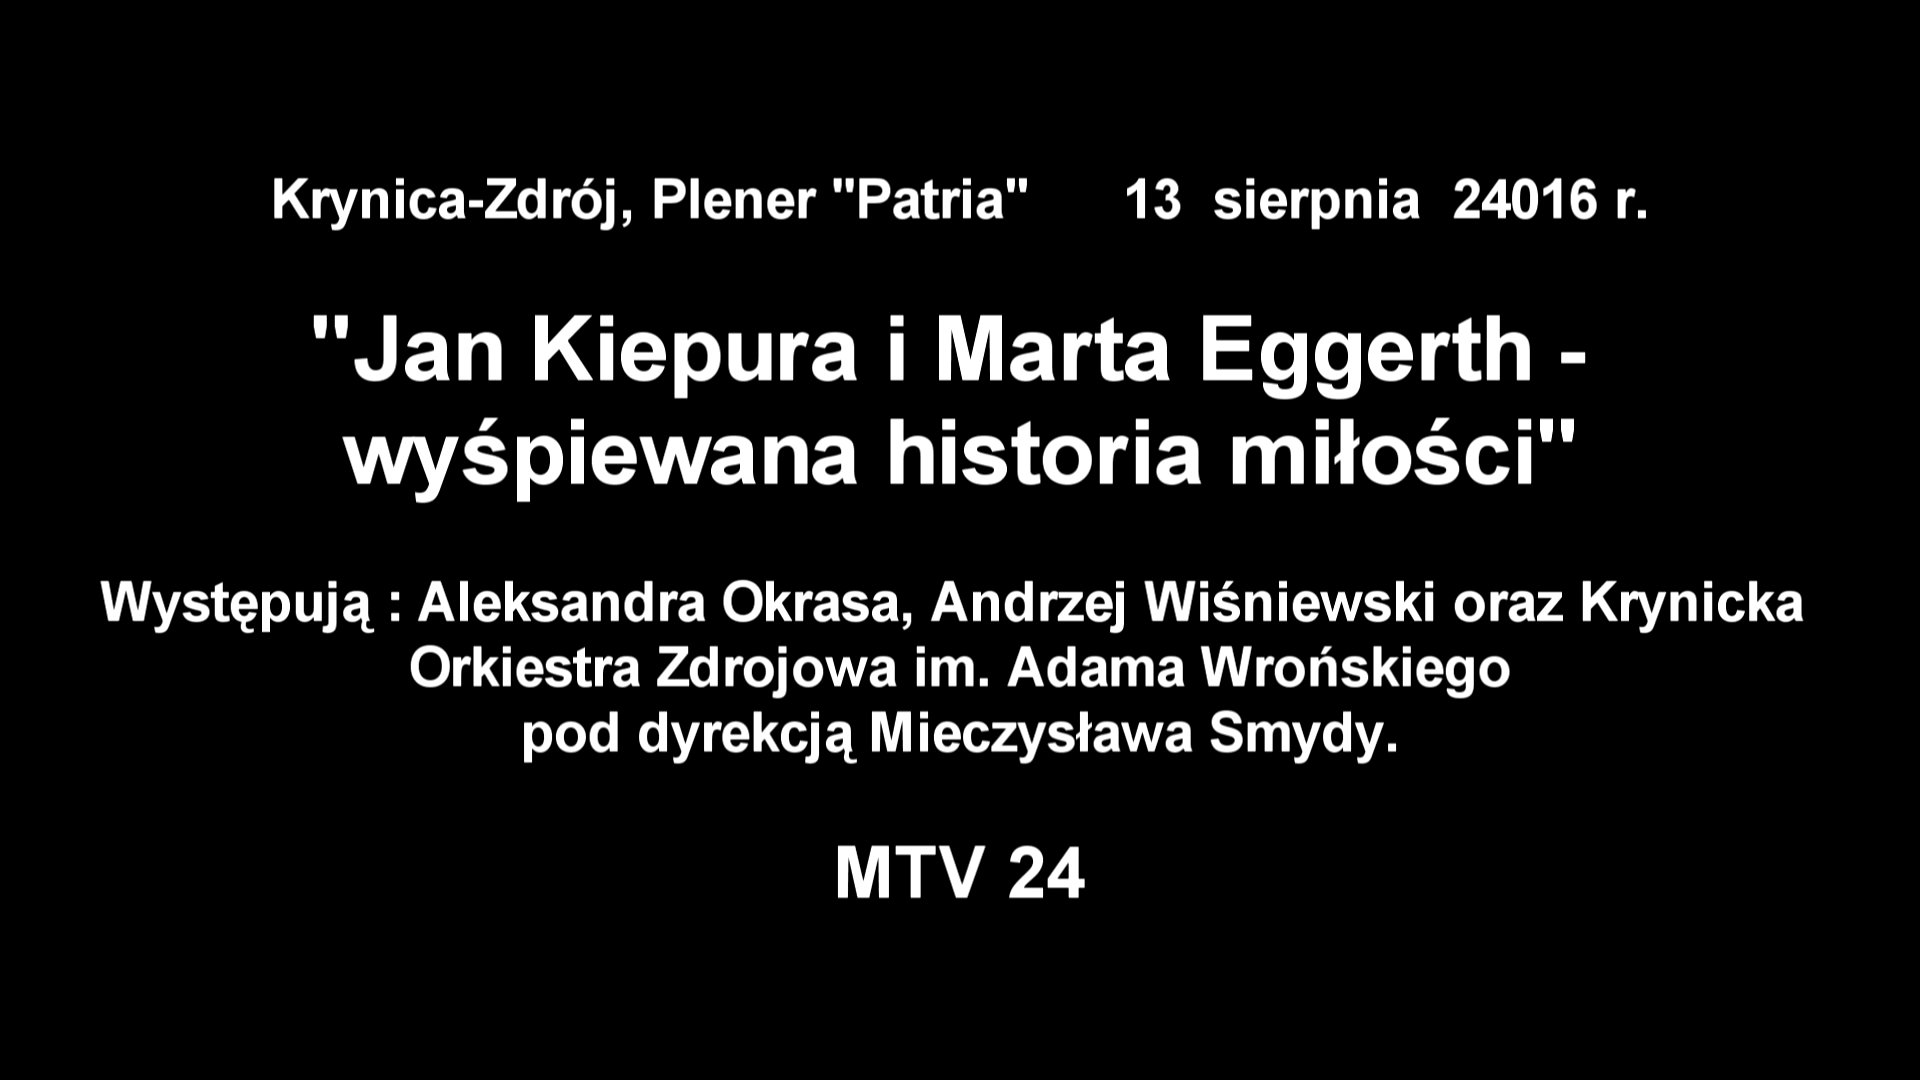 Krynica-Zdrój, Plener "Patria" 13 sierpnia 24016 r.
"Jan Kiepura i Marta Eggerth -
wyśpiewana historia miłości"
Występują : Aleksandra Okrasa, Andrzej Wiśniewski oraz Krynicka
Orkiestra Zdrojowa im. Adama Wrońskiego
pod dyrekcją Mieczysława Smydy.
MTV 24